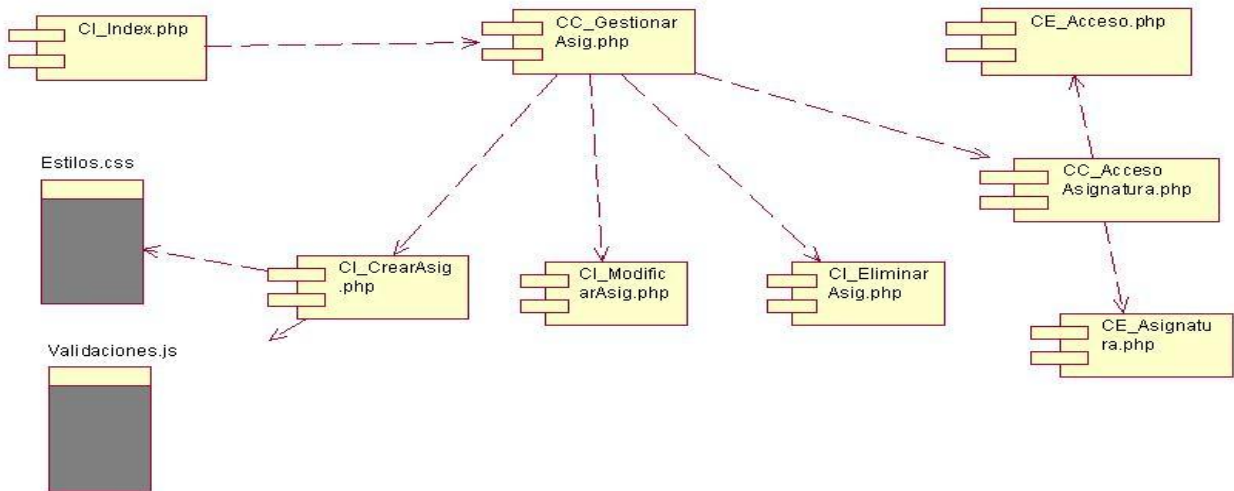 CI_Index.php
CC_Gestionar
Asig.php
CE_Acceso.php
Estilos.css
CC_Acceso
Asignatura.php
CI_CrearAsig
.php
CI_Modific
arAsig.php
CI_Eliminar
Asig.php
CE_Asignatu
ra.php
Validaciones.js